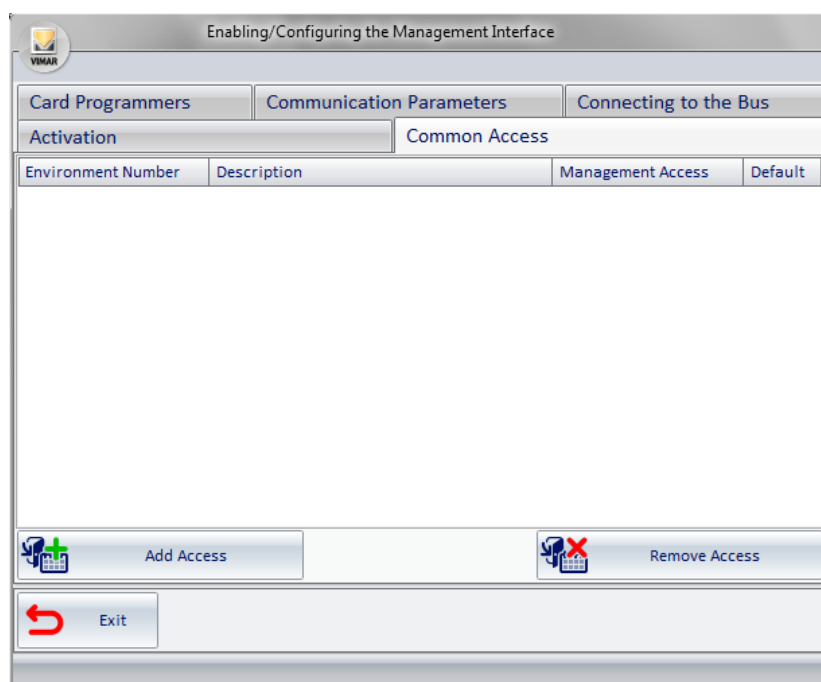 Enabling/Configuring the Management Interface
VIMAR
Card Programmers Communication Parameters Connecting to the Bus
Activation Common Access
Environment Number Description Management Access Default
Add Access Remove Access
Exit